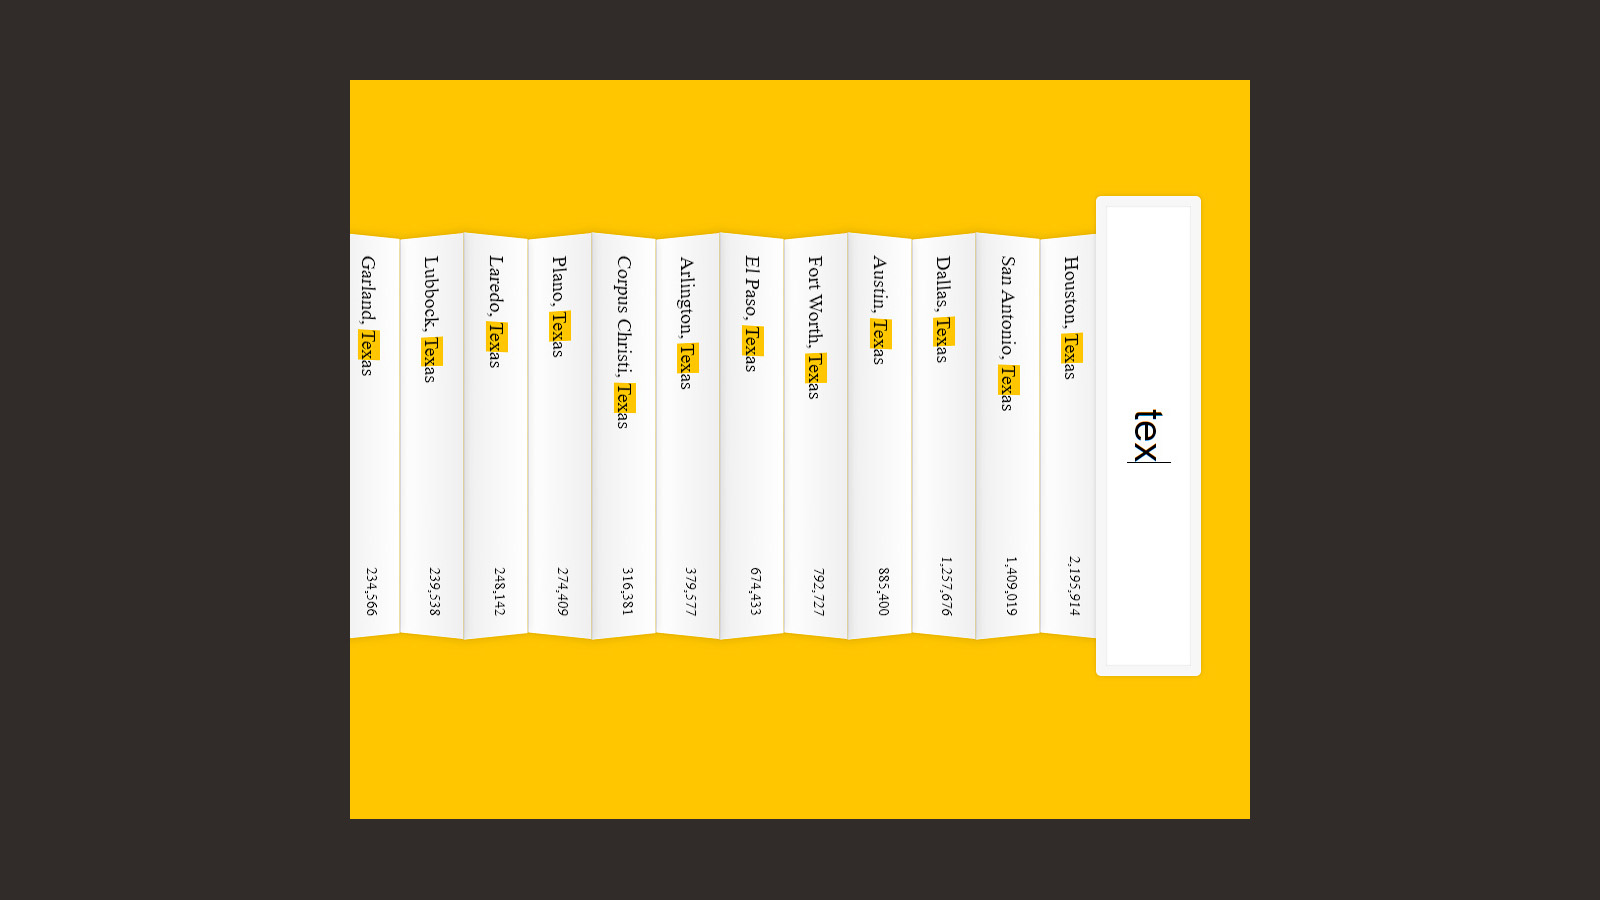 tex
Houston, Texas 2,195,914
San Antonio, Texas 1,409,019
Dallas, Texas 1,257,676
Austin, Texas 885,400
Fort Worth, Texas 792,727
El Paso, Texas 674,433
Arlington, Texas 379,577
Corpus Christi, Texas 316,381
Plano, Texas 274,409
Laredo, Texas 248,142
Lubbock, Texas 239,538
Garland, Texas 234,566